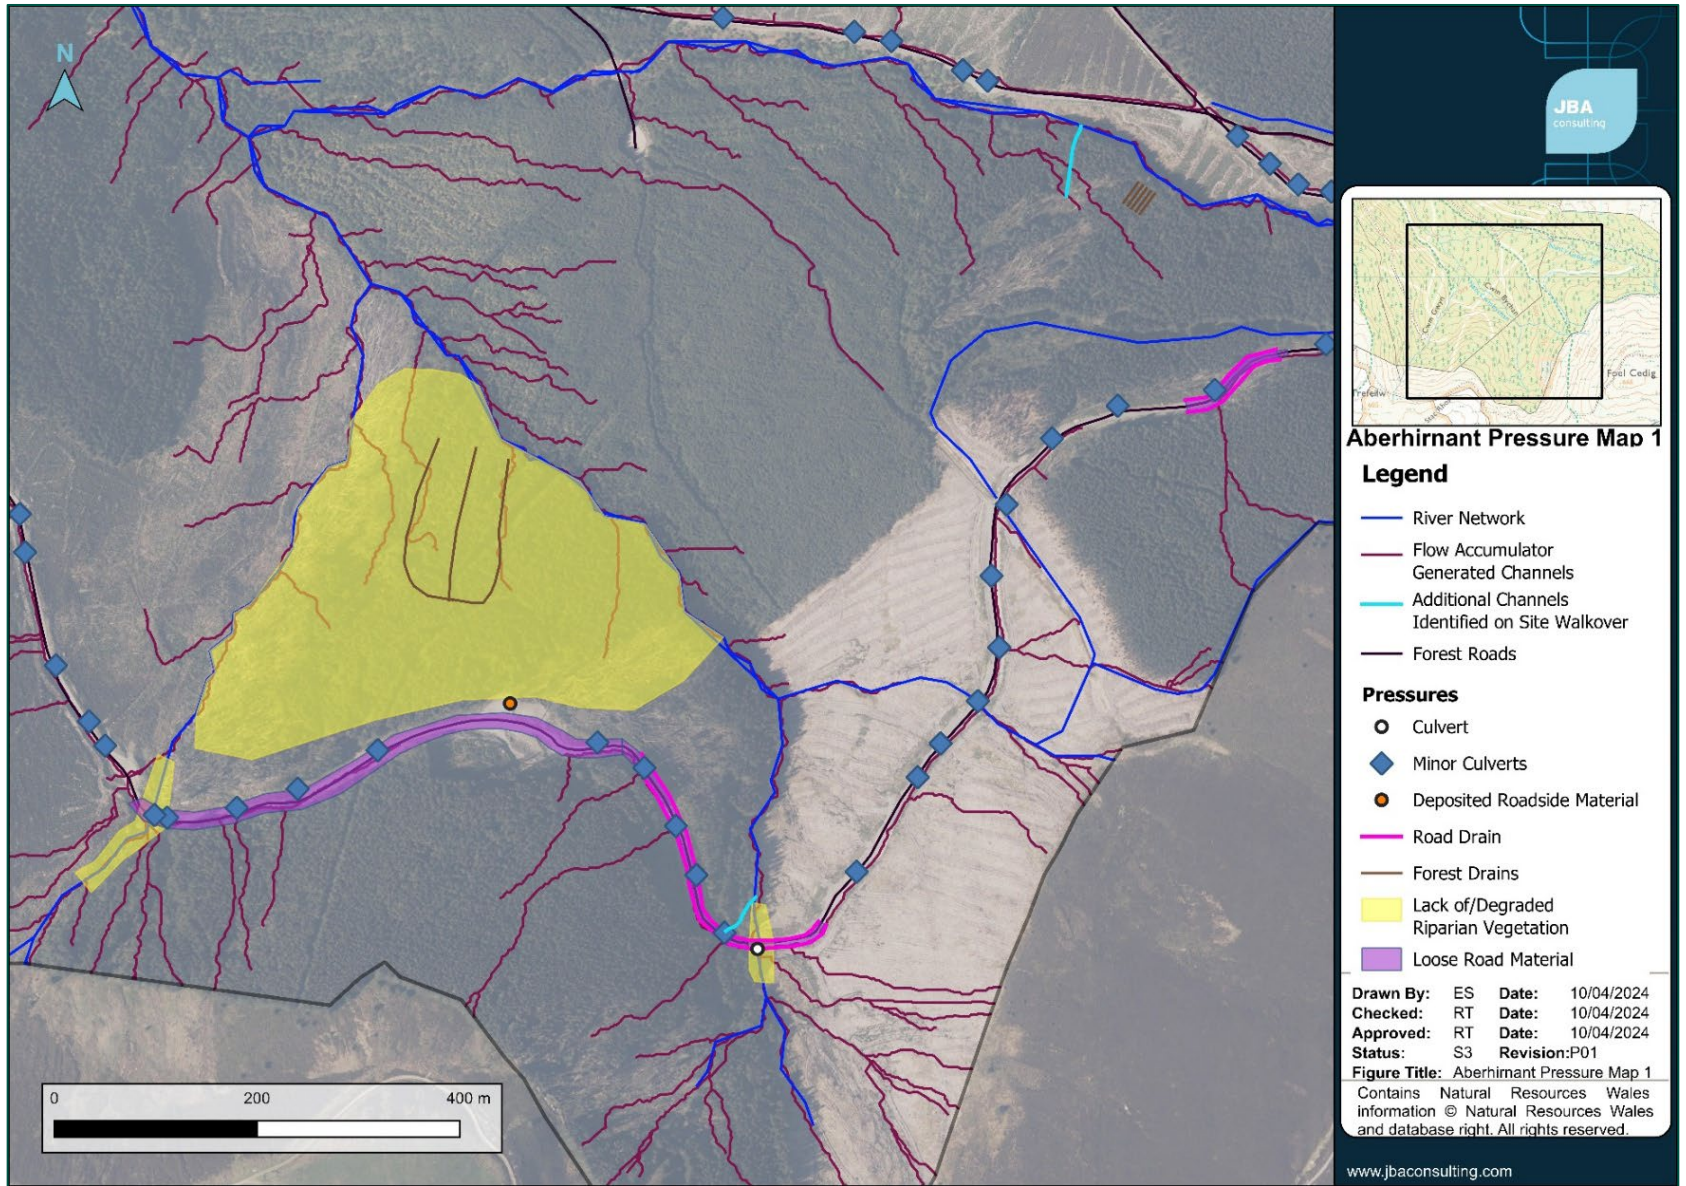 N
JBA
consulting
Cwm Gwyn
Foel Cedig
Trefeilw
Aberhirnant Pressure Map 1
Legend
River Network
Flow Accumulator
Generated Channels
Additional Channels
Identified on Site Walkover
Forest Roads
Pressures
Culvert
Minor Culverts
Deposited Roadside Material
Road Drain
Forest Drains
Lack of/Degraded
Riparian Vegetation
Loose Road Material
Drawn By: ES Date: 10/04/2024
Checked: RT Date: 10/04/2024
Approved: RT Date: 10/04/2024
Status: S3 Revision:P01
Figure Title: Aberhirnant Pressure Map 1
Contains Natural Resources Wales
information © Natural Resources Wales
and database right. All rights reserved.
0 200 400 m
www.jbaconsulting.com